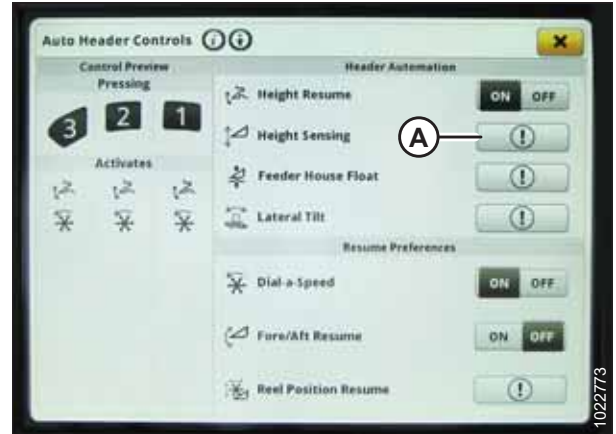 Auto Header Controls
Control Preview
Pressing
3
2
1
Activates
Header Automation
Height Resume ON OFF
Height Sensing
Feeder House Float
Lateral Tilt
Resume Preferences
Dial-a-Speed ON OFF
Fore/Aft Resume ON OFF
Reel Position Resume
A
1022773